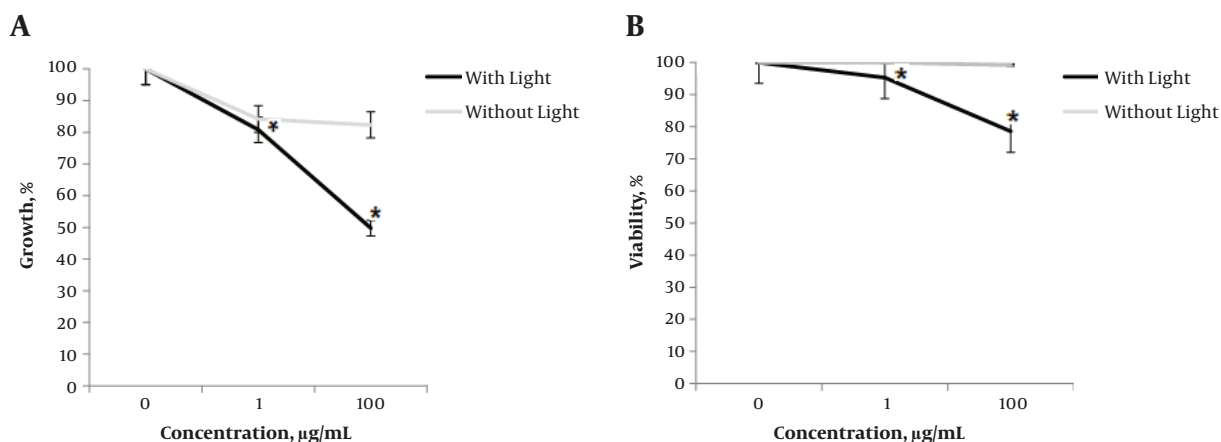 A
100
90
80
70
60
50
40
30
20
10
0
Growth, %
*
*
0 1 100
Concentration, µg/mL
With Light
Without Light
B
100
90
80
70
60
50
40
30
20
10
0
Viability, %
*
*
0 1 100
Concentration, µg/mL
With Light
Without Light